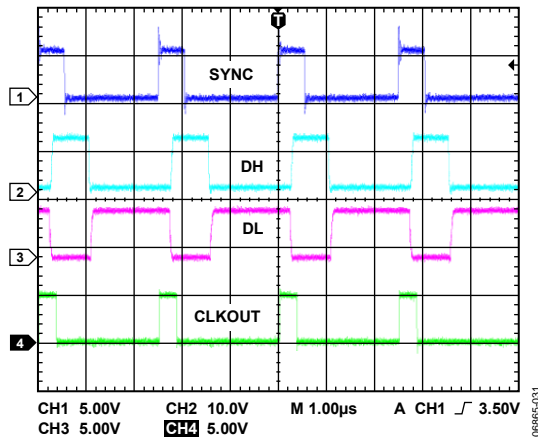 T
SYNC
1
DH
2
DL
3
CLKOUT
4
CH1 5.00V CH2 10.0V M 1.00µs A CH1 3.50V
CH3 5.00V CH4 5.00V
06865-031